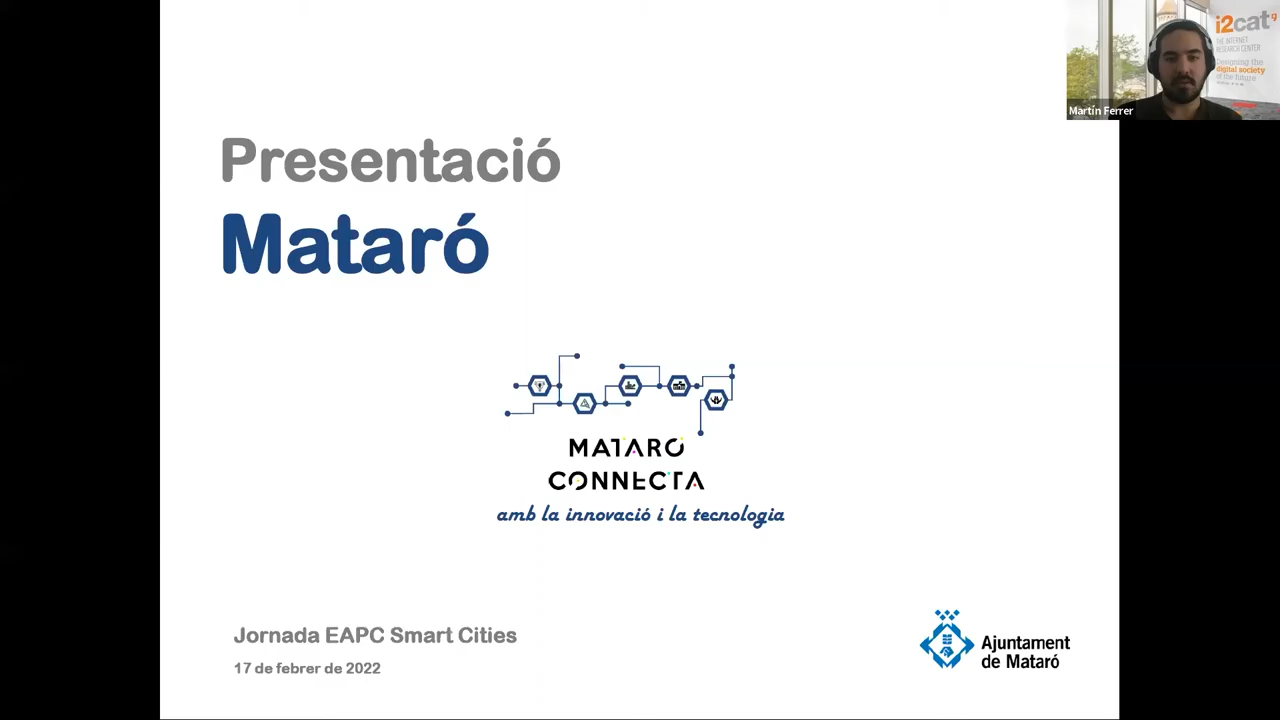 Presentació
Mataró
MATARÓ
CONNECTA
amb la innovació i la tecnologia
Jornada EAPC Smart Cities
17 de febrer de 2022
Ajuntament
de Mataró
i2cat
THE INTERNET
RESEARCH CENTER
Designing the
digital society
of the future
Martín Ferrer